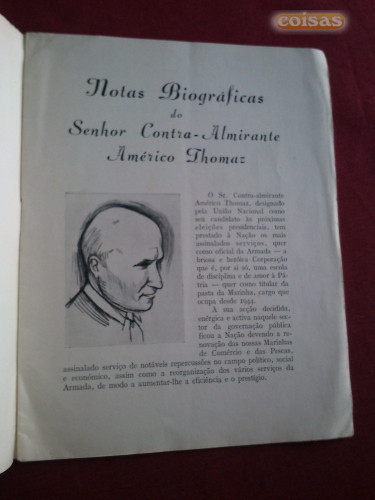 coisas
Notas Biográficas
do
Senhor Contra-Almirante
Américo Thomaz
O Sr. Contra-almirante
Américo Thomaz, designado
pela União Nacional como
seu candidato às próximas
eleições presidenciais, tem
prestado à Nação os mais
assinalados serviços, quer
como oficial da Armada — a
briosa e heróica Corporação
que é, por si só, uma escola
de disciplina e de amor à Pá-
tria — quer como titular da
pasta da Marinha, cargo que
ocupa desde 1944.
À sua acção decidida,
enérgica e activa naquele sec-
tor da governação pública
ficou a Nação devendo a re-
novação das nossas Marinhas
de Comércio e das Pescas,
assinalado serviço de notáveis repercussões no campo político, social
e económico, assim como a reorganização dos vários serviços da
Armada, de modo a aumentar-lhe a eficiência e o prestígio.